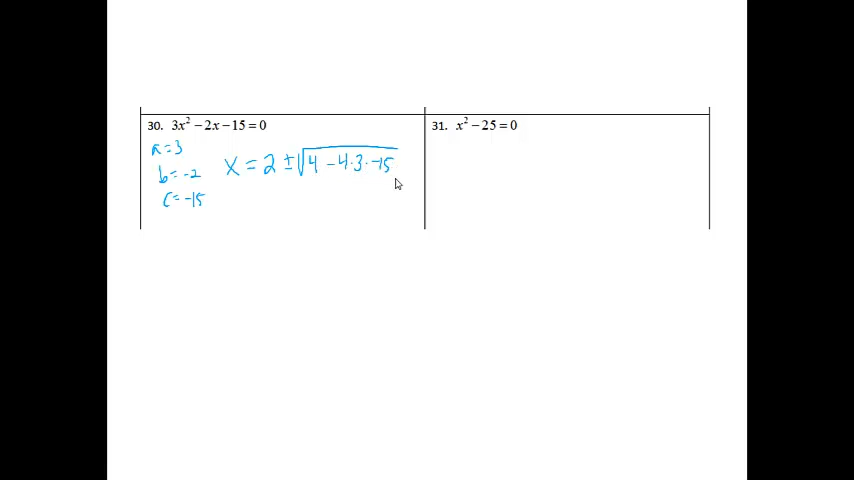 30. 3x² − 2x − 15 = 0
a = 3
b = -2
c = -15
x = 2 ± √4 − 4·3·−15
31. x² − 25 = 0